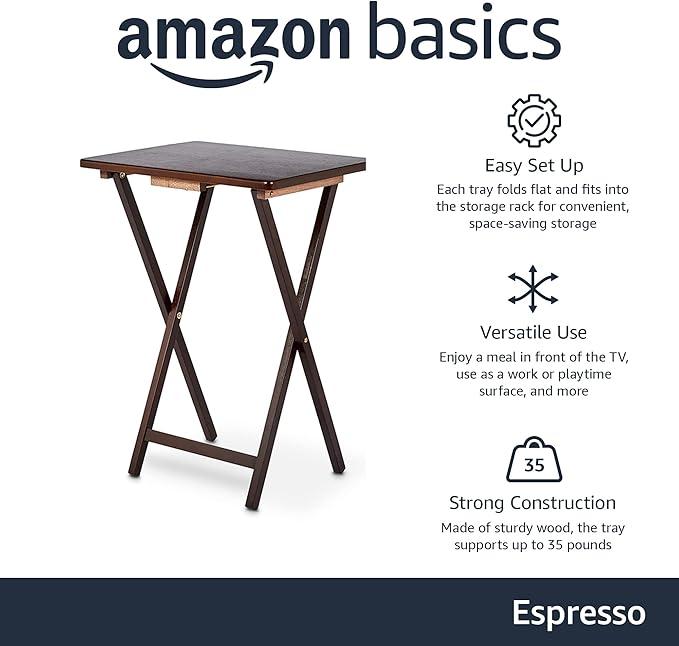 amazon basics
Easy Set Up
Each tray folds flat and fits into
the storage rack for convenient,
space-saving storage
Versatile Use
Enjoy a meal in front of the TV,
use as a work or playtime
surface, and more
35
Strong Construction
Made of sturdy wood, the tray
supports up to 35 pounds
Espresso